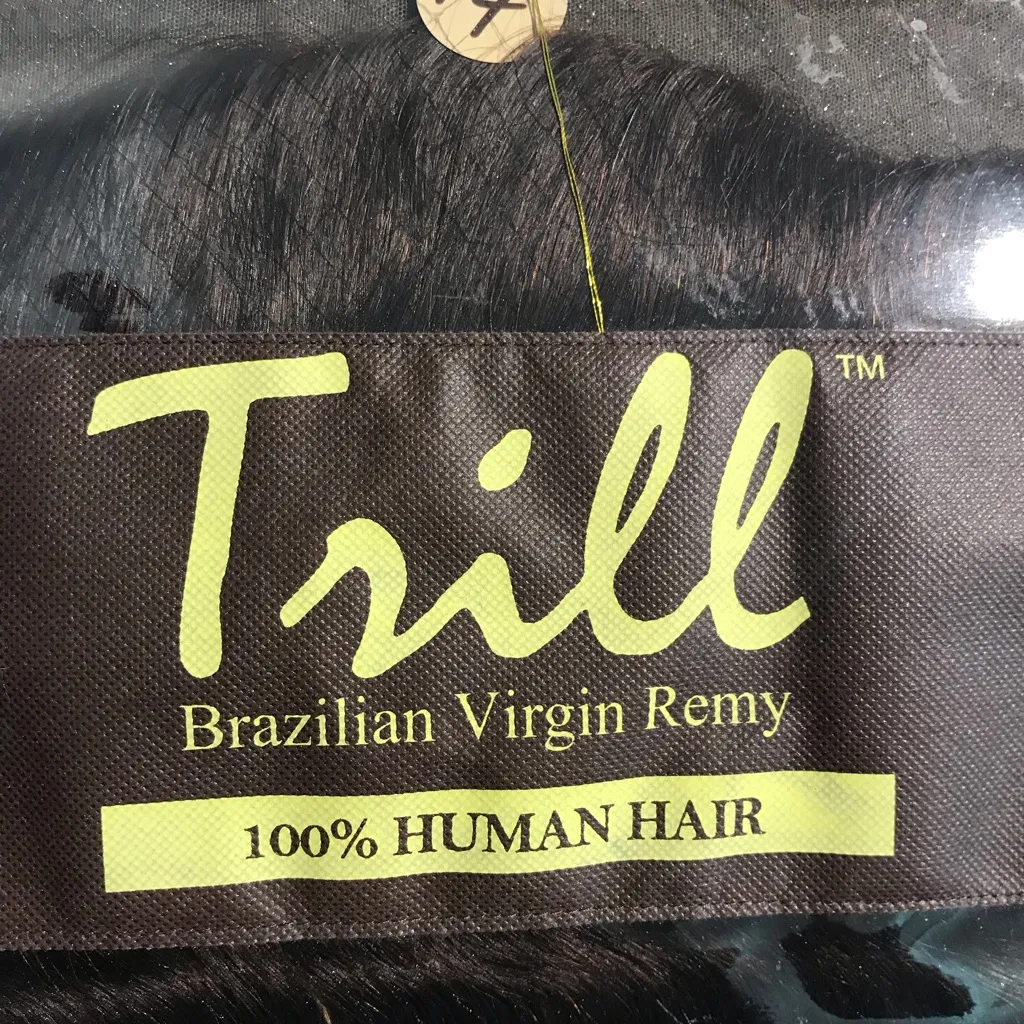 Trill™
Brazilian Virgin Remy
100% HUMAN HAIR